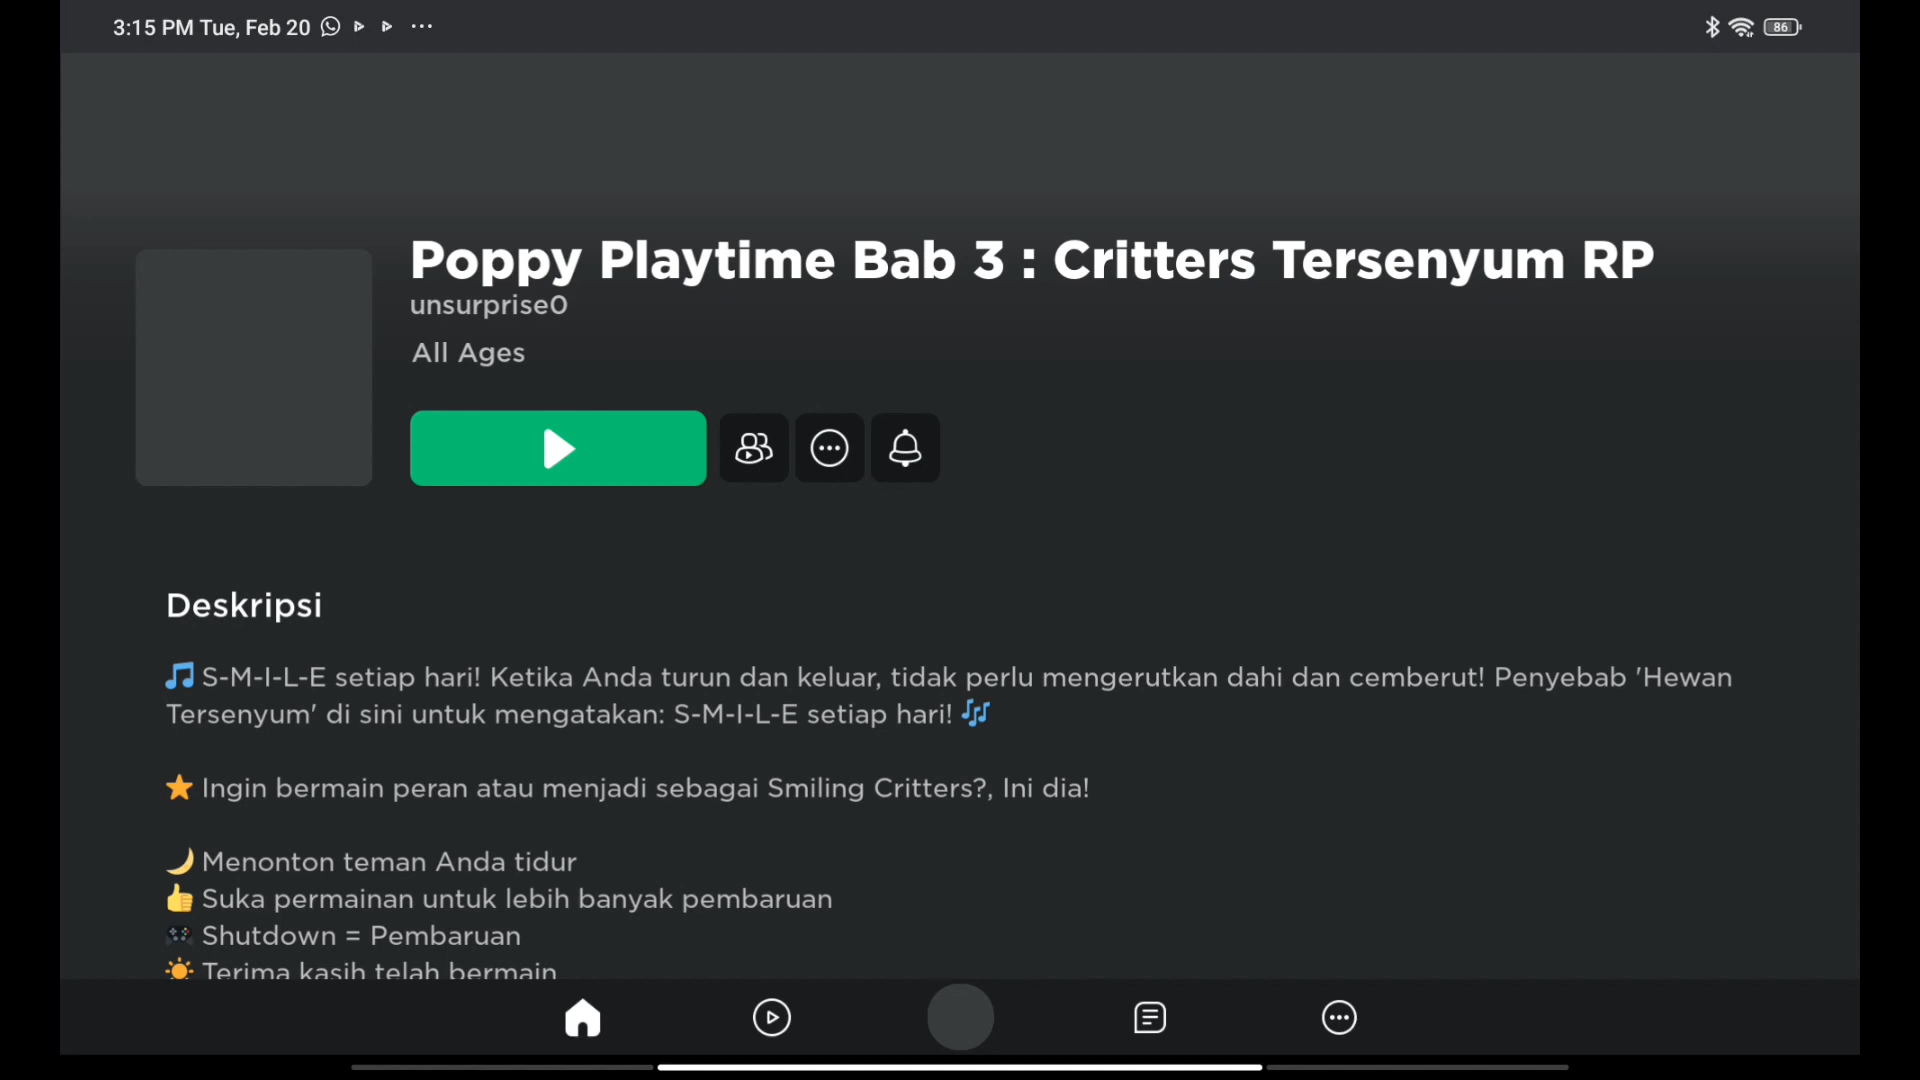 3:15 PM Tue, Feb 20
86
Poppy Playtime Bab 3 : Critters Tersenyum RP
unsurprise0
All Ages
Deskripsi
🎵 S-M-I-L-E setiap hari! Ketika Anda turun dan keluar, tidak perlu mengerutkan dahi dan cemberut! Penyebab 'Hewan
Tersenyum' di sini untuk mengatakan: S-M-I-L-E setiap hari! 🎶
⭐ Ingin bermain peran atau menjadi sebagai Smiling Critters?, Ini dia!
🌙 Menonton teman Anda tidur
👍 Suka permainan untuk lebih banyak pembaruan
🎮 Shutdown = Pembaruan
☀️ Terima kasih telah bermain